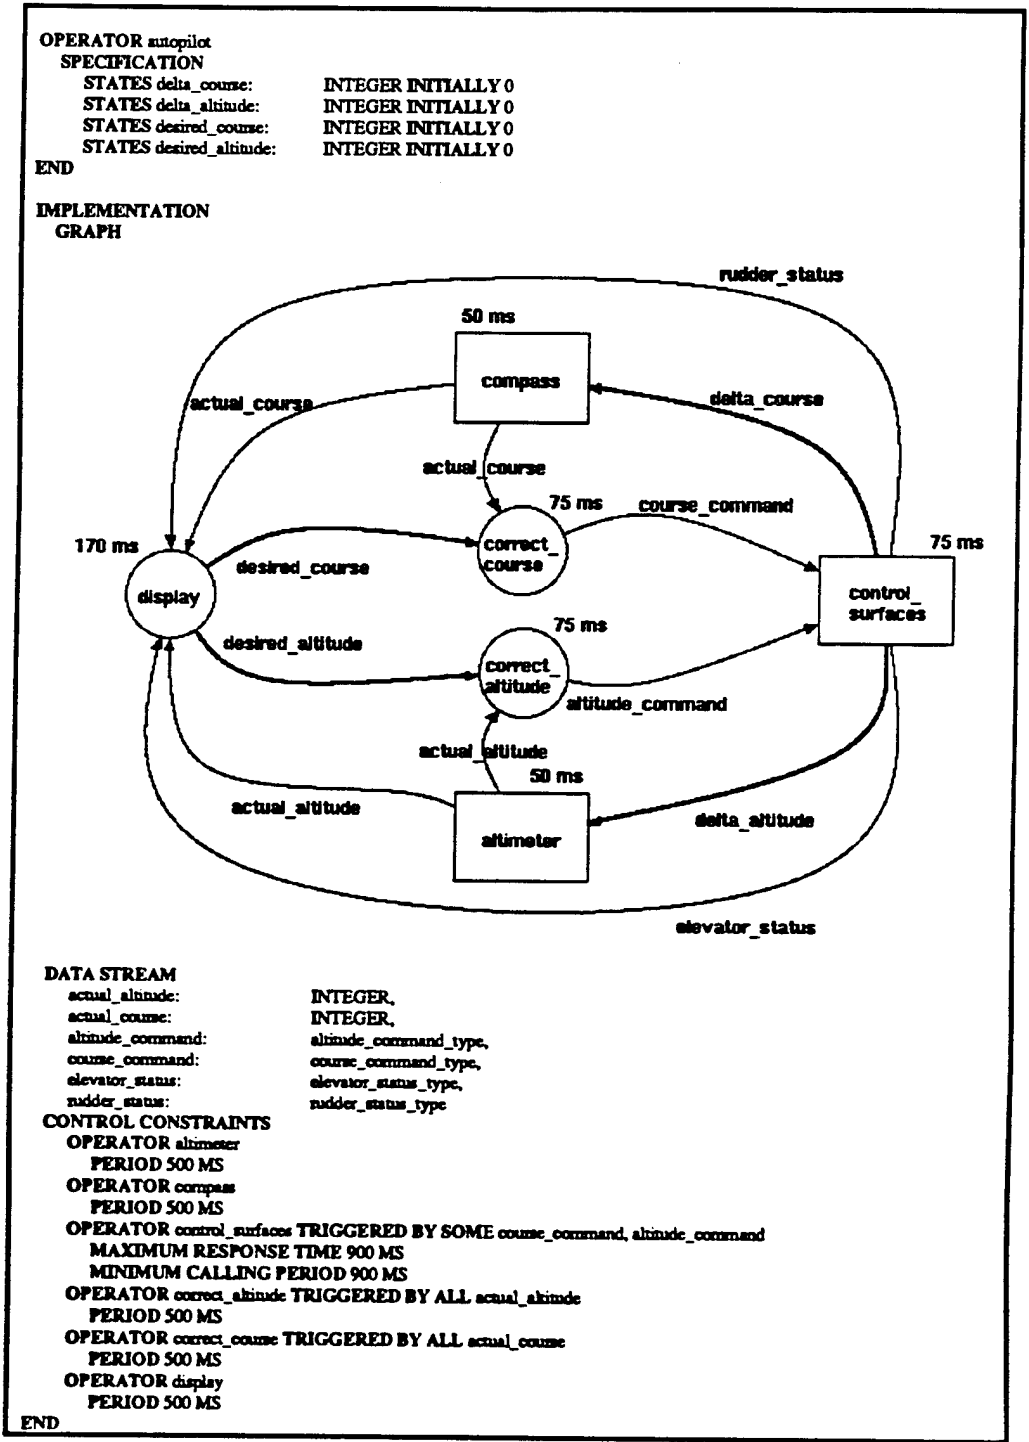 OPERATOR autopilot
SPECIFICATION
STATES delta_course: INTEGER INITIALLY 0
STATES delta_altitude: INTEGER INITIALLY 0
STATES desired_course: INTEGER INITIALLY 0
STATES desired_altitude: INTEGER INITIALLY 0
END
IMPLEMENTATION
GRAPH
rudder_status
50 ms
compass
actual_course
delta_course
actual_course
75 ms
course_command
170 ms
correct_
course
75 ms
desired_course
display
control_
surfaces
desired_altitude
75 ms
correct_
altitude
altitude_command
actual_altitude
50 ms
actual_altitude
delta_altitude
altimeter
elevator_status
DATA STREAM
actual_altitude: INTEGER,
actual_course: INTEGER,
altitude_command: altitude_command_type,
course_command: course_command_type,
elevator_status: elevator_status_type,
rudder_status: rudder_status_type
CONTROL CONSTRAINTS
OPERATOR altimeter
PERIOD 500 MS
OPERATOR compass
PERIOD 500 MS
OPERATOR control_surfaces TRIGGERED BY SOME course_command, altitude_command
MAXIMUM RESPONSE TIME 900 MS
MINIMUM CALLING PERIOD 900 MS
OPERATOR correct_altitude TRIGGERED BY ALL actual_altitude
PERIOD 500 MS
OPERATOR correct_course TRIGGERED BY ALL actual_course
PERIOD 500 MS
OPERATOR display
PERIOD 500 MS
END